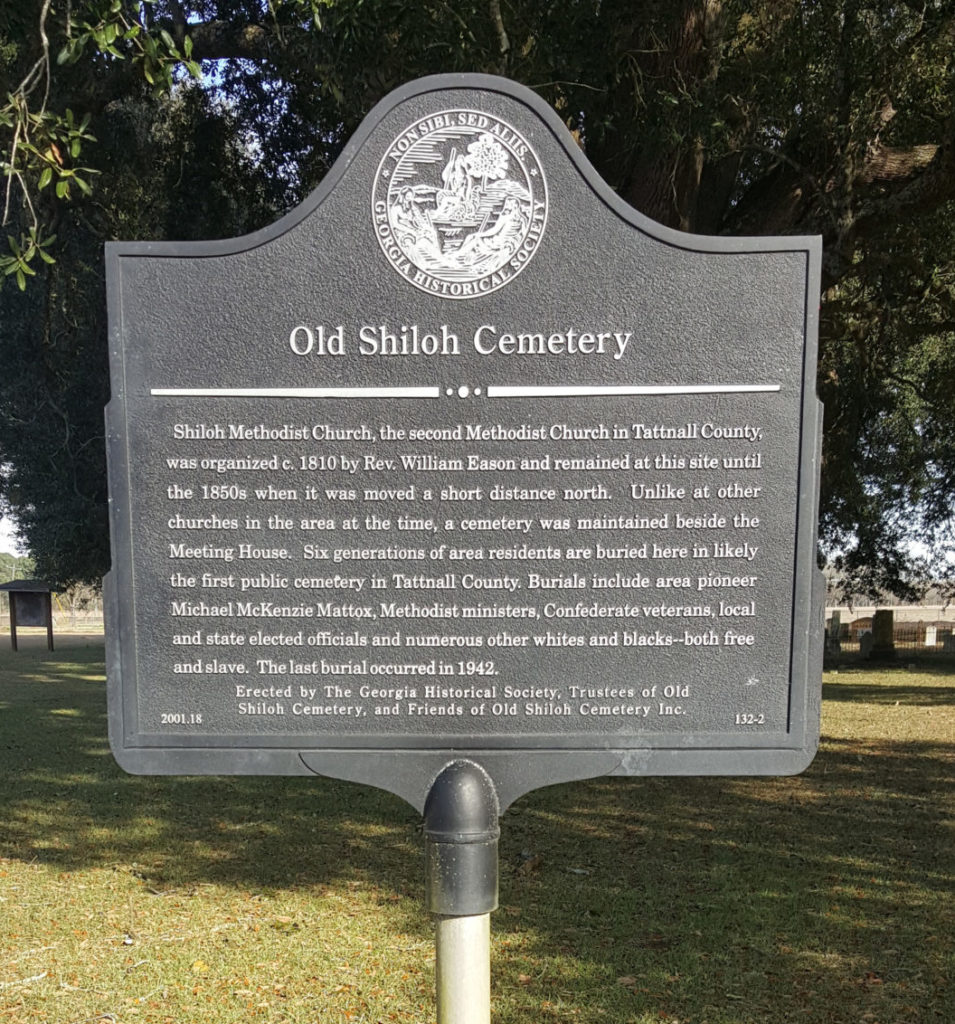 NON SIBI, SED ALIIS.
GEORGIA HISTORICAL SOCIETY
Old Shiloh Cemetery
Shiloh Methodist Church, the second Methodist Church in Tattnall County,
was organized c. 1810 by Rev. William Eason and remained at this site until
the 1850s when it was moved a short distance north. Unlike at other
churches in the area at the time, a cemetery was maintained beside the
Meeting House. Six generations of area residents are buried here in likely
the first public cemetery in Tattnall County. Burials include area pioneer
Michael McKenzie Mattox, Methodist ministers, Confederate veterans, local
and state elected officials and numerous other whites and blacks--both free
and slave. The last burial occurred in 1942.
Erected by The Georgia Historical Society, Trustees of Old
Shiloh Cemetery, and Friends of Old Shiloh Cemetery Inc.
2001.18 132-2